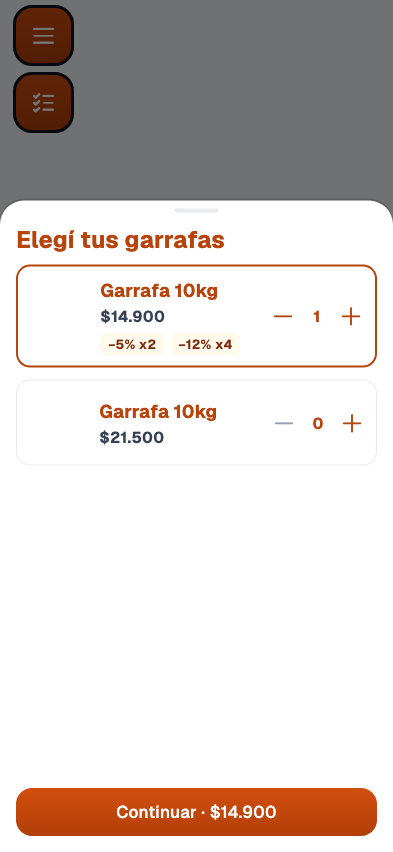 Elegí tus garrafas
Garrafa 10kg
$14.900
−5% x2 −12% x4
1
Garrafa 10kg
$21.500
0
Continuar · $14.900